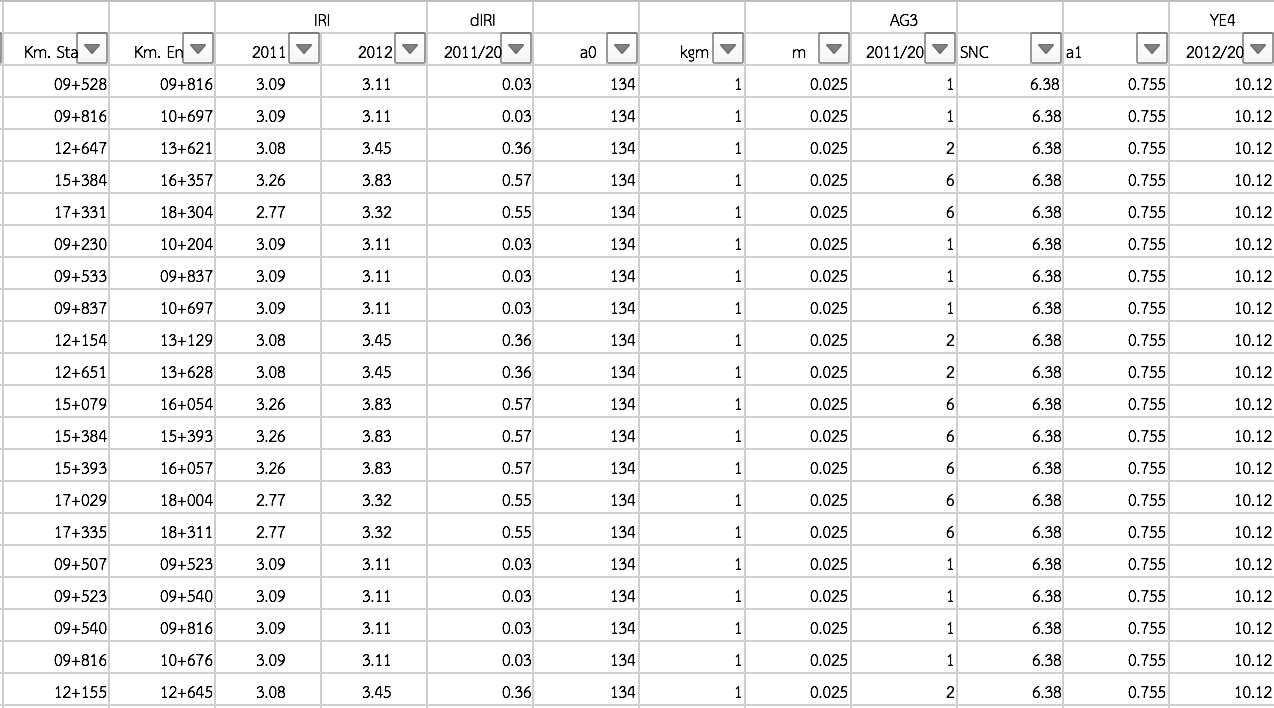 IRI dIRI AG3 YE4
Km. Sta Km. En 2011 2012 2011/20 a0 kgm m 2011/20 SNC a1 2012/20
09+528 09+816 3.09 3.11 0.03 134 1 0.025 1 6.38 0.755 10.12
09+816 10+697 3.09 3.11 0.03 134 1 0.025 1 6.38 0.755 10.12
12+647 13+621 3.08 3.45 0.36 134 1 0.025 2 6.38 0.755 10.12
15+384 16+357 3.26 3.83 0.57 134 1 0.025 6 6.38 0.755 10.12
17+331 18+304 2.77 3.32 0.55 134 1 0.025 6 6.38 0.755 10.12
09+230 10+204 3.09 3.11 0.03 134 1 0.025 1 6.38 0.755 10.12
09+533 09+837 3.09 3.11 0.03 134 1 0.025 1 6.38 0.755 10.12
09+837 10+697 3.09 3.11 0.03 134 1 0.025 1 6.38 0.755 10.12
12+154 13+129 3.08 3.45 0.36 134 1 0.025 2 6.38 0.755 10.12
12+651 13+628 3.08 3.45 0.36 134 1 0.025 2 6.38 0.755 10.12
15+079 16+054 3.26 3.83 0.57 134 1 0.025 6 6.38 0.755 10.12
15+384 15+393 3.26 3.83 0.57 134 1 0.025 6 6.38 0.755 10.12
15+393 16+057 3.26 3.83 0.57 134 1 0.025 6 6.38 0.755 10.12
17+029 18+004 2.77 3.32 0.55 134 1 0.025 6 6.38 0.755 10.12
17+335 18+311 2.77 3.32 0.55 134 1 0.025 6 6.38 0.755 10.12
09+507 09+523 3.09 3.11 0.03 134 1 0.025 1 6.38 0.755 10.12
09+523 09+540 3.09 3.11 0.03 134 1 0.025 1 6.38 0.755 10.12
09+540 09+816 3.09 3.11 0.03 134 1 0.025 1 6.38 0.755 10.12
09+816 10+676 3.09 3.11 0.03 134 1 0.025 1 6.38 0.755 10.12
12+155 12+645 3.08 3.45 0.36 134 1 0.025 2 6.38 0.755 10.12